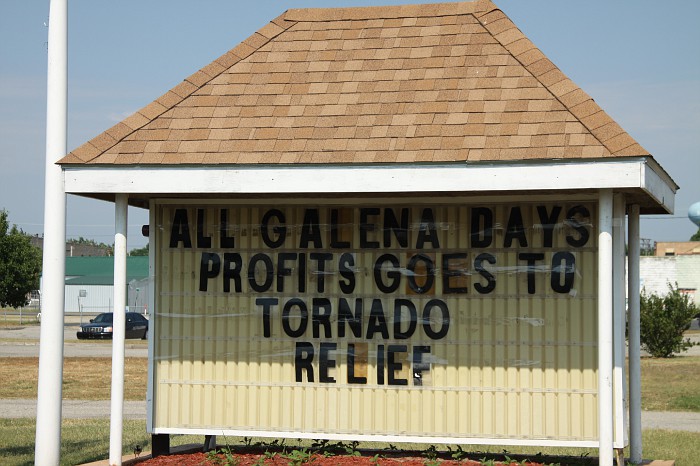 ALL GALENA DAYS
PROFITS GOES TO
TORNADO
RELIEF